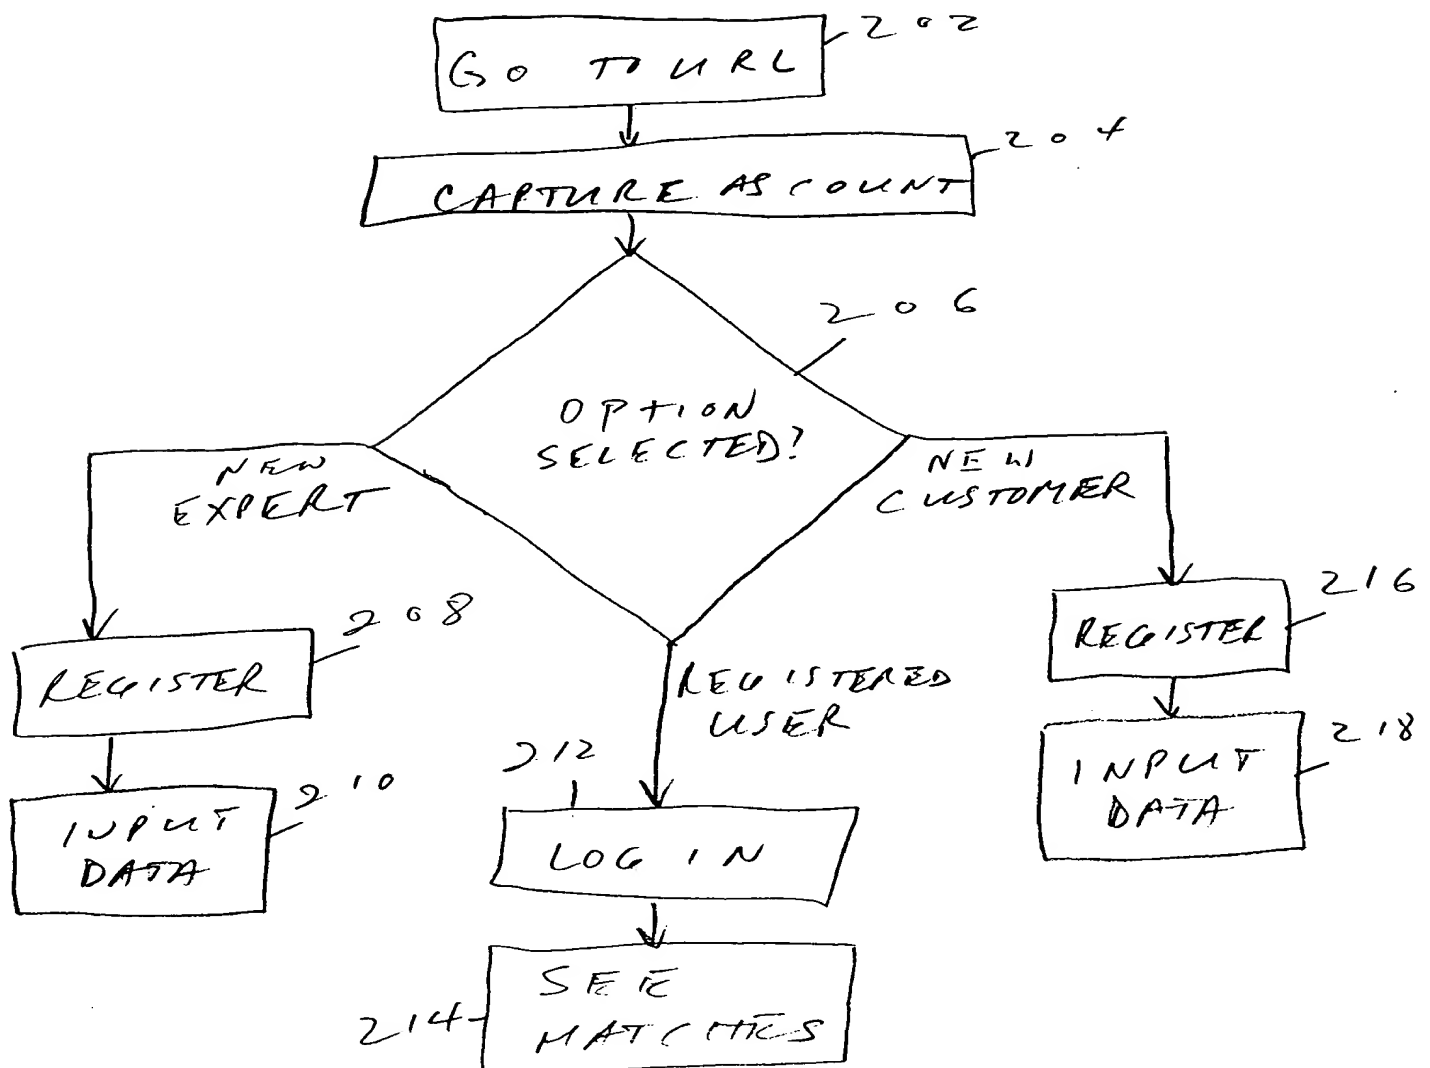 202
GO TO URL
204
CAPTURE ASCOUNT
206
OPTION
SELECTED?
NEW
EXPERT
NEW
CUSTOMER
208
REGISTER
216
REGISTER
REGISTERED
USER
210
INPUT
DATA
212
LOG IN
218
INPUT
DATA
214
SEE
MATCHES